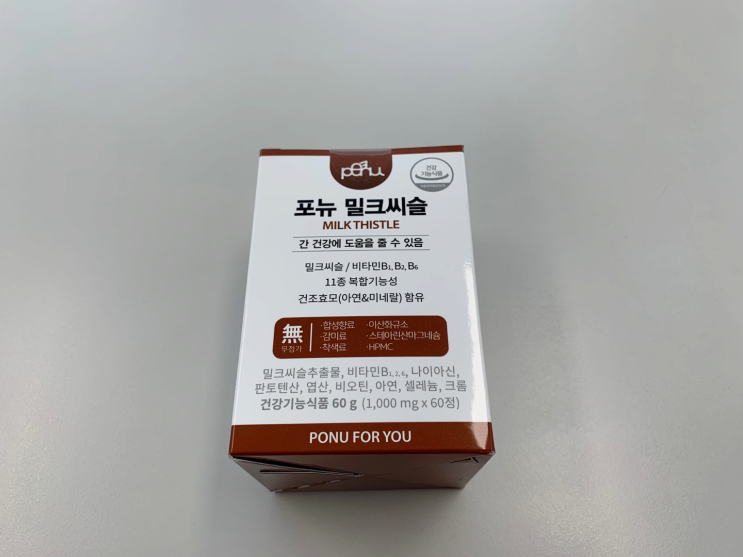 ponu
건강
기능식품
포뉴 밀크씨슬
MILK THISTLE
간 건강에 도움을 줄 수 있음
밀크씨슬 / 비타민B₁, B₂, B₆
11종 복합기능성
건조효모(아연&미네랄) 함유
無
무첨가
·합성향료 ·이산화규소
·감미료 ·스테아린산마그네슘
·착색료 ·HPMC
밀크씨슬추출물, 비타민B₁, ₂, ₆, 나이아신,
판토텐산, 엽산, 비오틴, 아연, 셀레늄, 크롬
건강기능식품 60 g (1,000 mg x 60정)
PONU FOR YOU